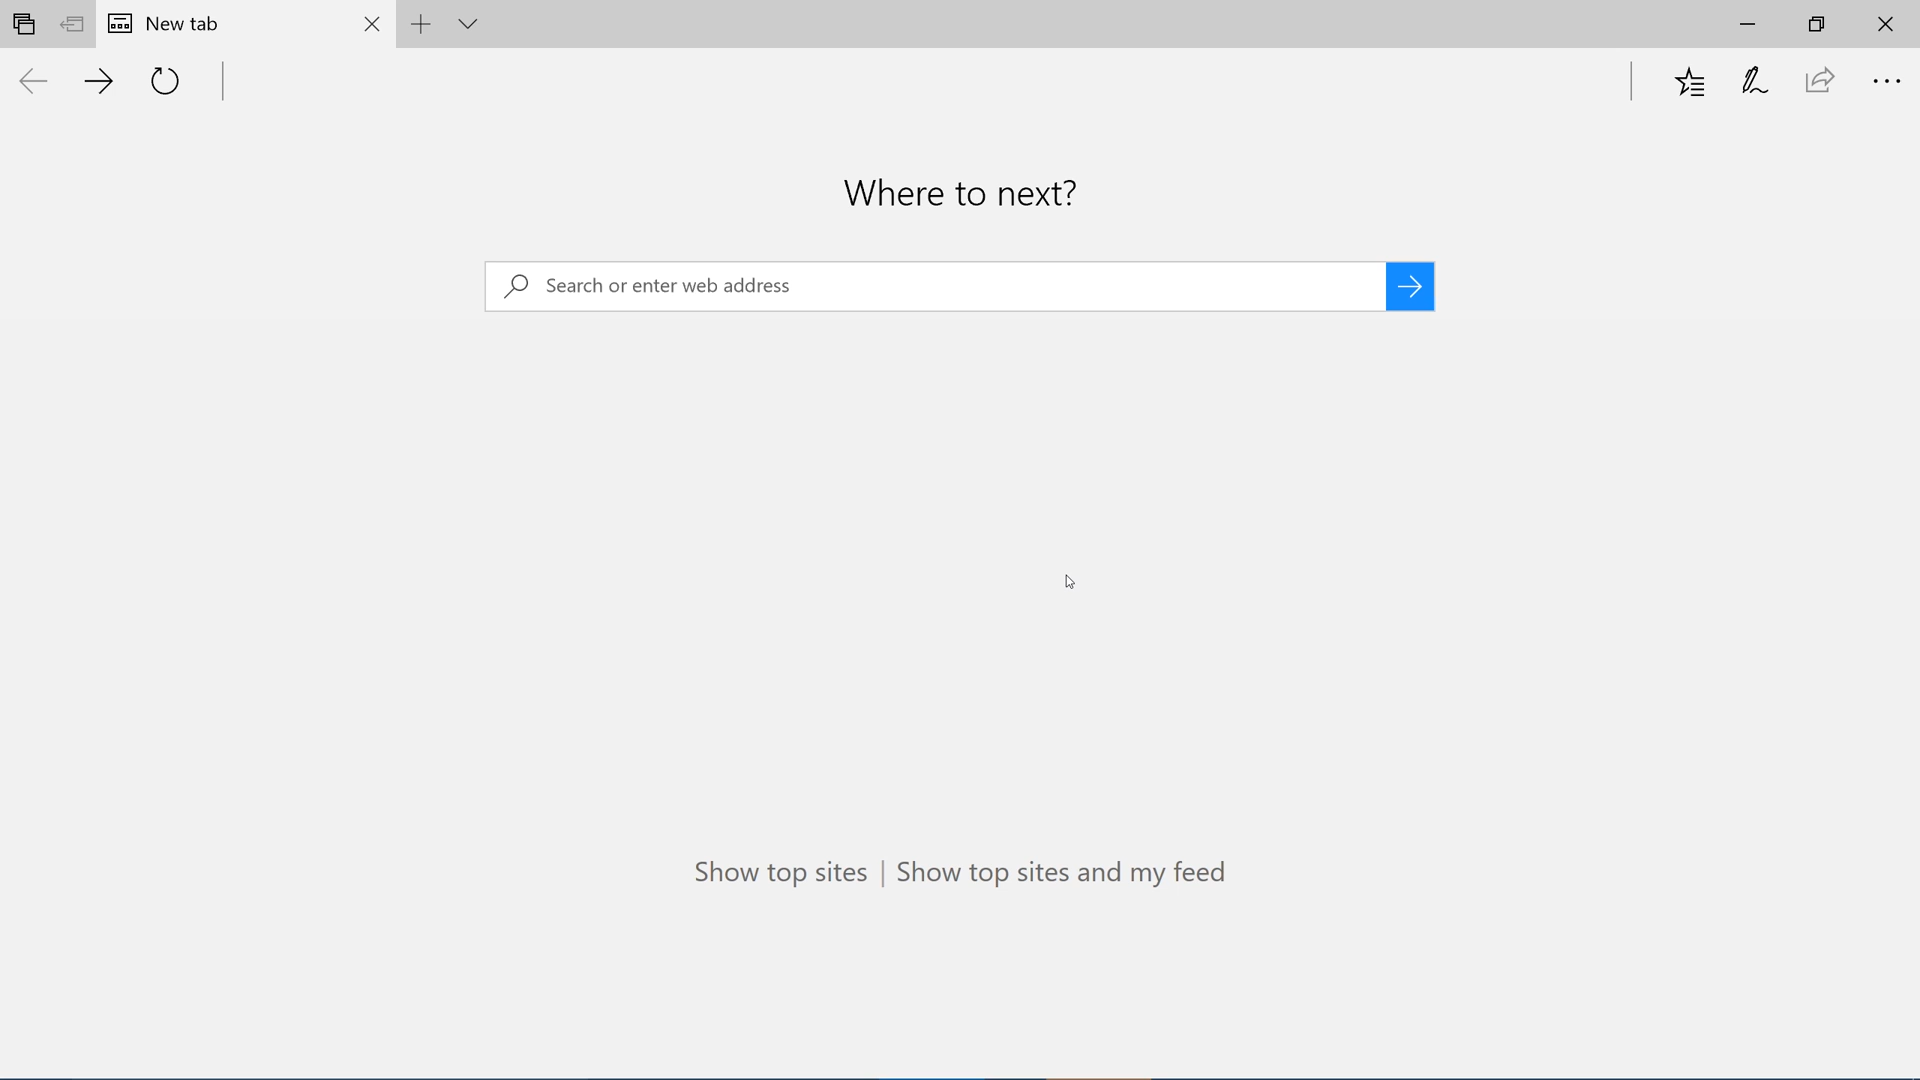 New tab
Where to next?
Search or enter web address
Show top sites | Show top sites and my feed